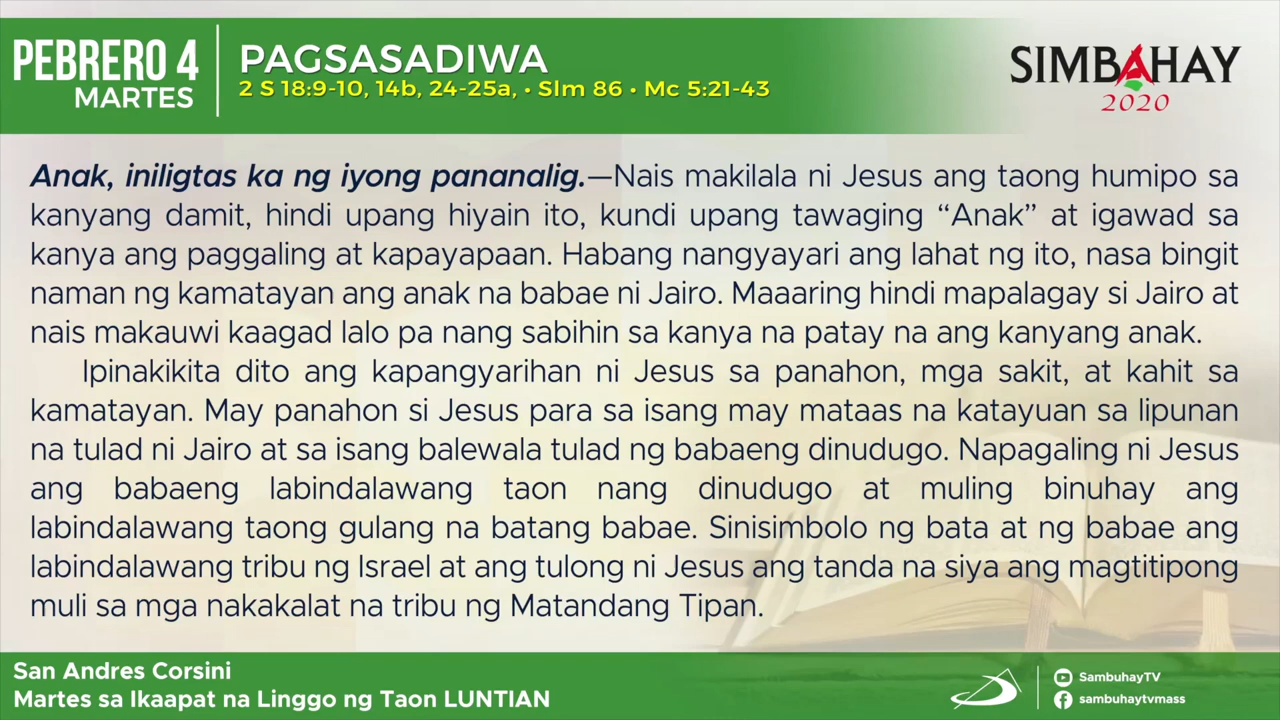 PEBRERO 4
MARTES
PAGSASADIWA
2 S 18:9-10, 14b, 24-25a, • Slm 86 • Mc 5:21-43
SIMBAHAY
2020
Anak, iniligtas ka ng iyong pananalig.—Nais makilala ni Jesus ang taong humipo sa
kanyang damit, hindi upang hiyain ito, kundi upang tawaging “Anak” at igawad sa
kanya ang paggaling at kapayapaan. Habang nangyayari ang lahat ng ito, nasa bingit
naman ng kamatayan ang anak na babae ni Jairo. Maaaring hindi mapalagay si Jairo at
nais makauwi kaagad lalo pa nang sabihin sa kanya na patay na ang kanyang anak.
Ipinakikita dito ang kapangyarihan ni Jesus sa panahon, mga sakit, at kahit sa
kamatayan. May panahon si Jesus para sa isang may mataas na katayuan sa lipunan
na tulad ni Jairo at sa isang balewala tulad ng babaeng dinudugo. Napagaling ni Jesus
ang babaeng labindalawang taon nang dinudugo at muling binuhay ang
labindalawang taong gulang na batang babae. Sinisimbolo ng bata at ng babae ang
labindalawang tribu ng Israel at ang tulong ni Jesus ang tanda na siya ang magtitipong
muli sa mga nakakalat na tribu ng Matandang Tipan.
San Andres Corsini
Martes sa Ikaapat na Linggo ng Taon LUNTIAN
SambuhayTV
sambuhaytvmass